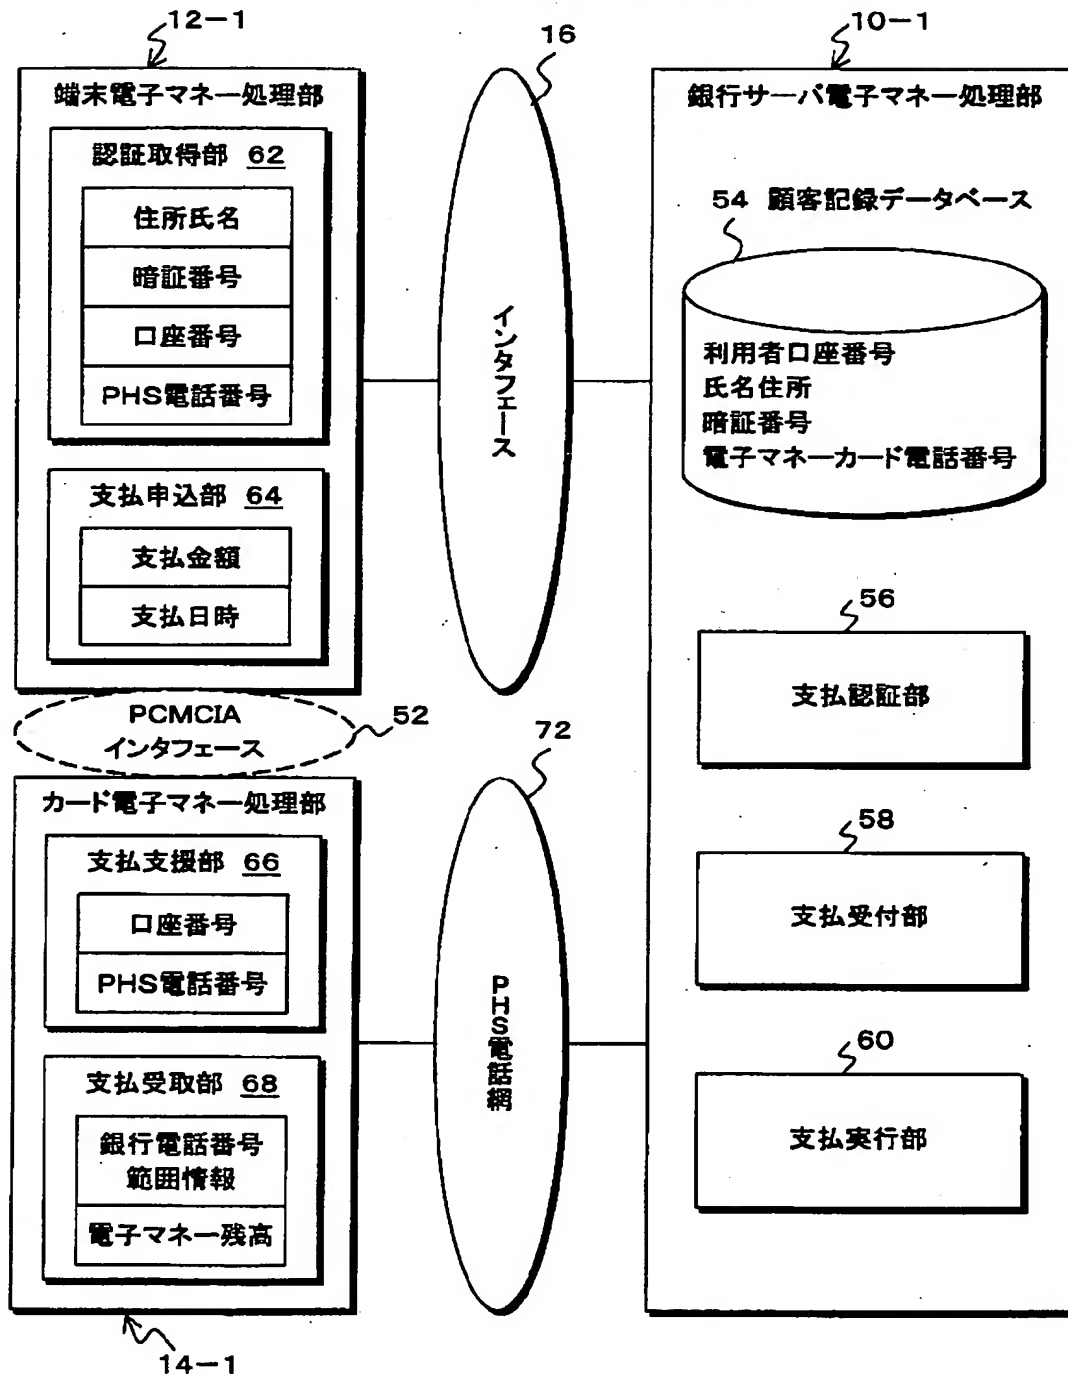 12-1
端末電子マネー処理部
認証取得部 62
住所氏名
暗証番号
口座番号
PHS電話番号
支払申込部 64
支払金額
支払日時
PCMCIA
インタフェース
52
カード電子マネー処理部
支払支援部 66
口座番号
PHS電話番号
支払受取部 68
銀行電話番号
範囲情報
電子マネー残高
14-1
16
インタフェース
72
PHS電話網
10-1
銀行サーバ電子マネー処理部
54 顧客記録データベース
利用者口座番号
氏名住所
暗証番号
電子マネーカード電話番号
56
支払認証部
58
支払受付部
60
支払実行部